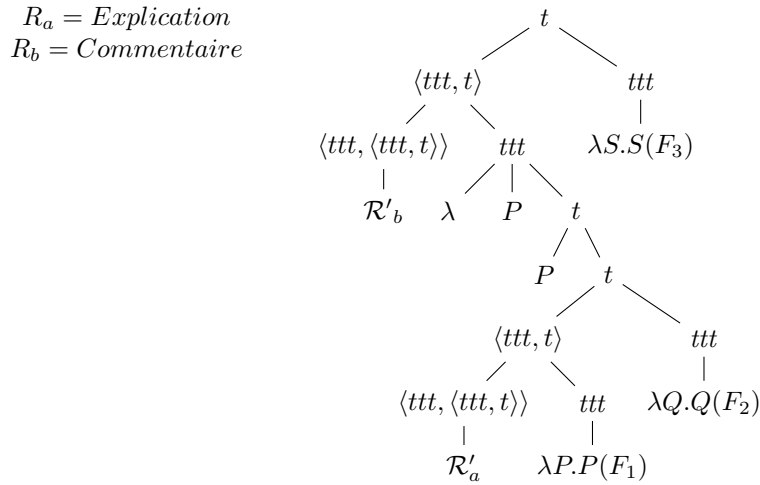 R_a = Explication
R_b = Commentaire
t
⟨ttt, t⟩ ttt
⟨ttt, ⟨ttt, t⟩⟩ ttt λS.S(F_3)
R'_b λ P t
P t
⟨ttt, t⟩ ttt
⟨ttt, ⟨ttt, t⟩⟩ ttt λQ.Q(F_2)
R'_a λP.P(F_1)